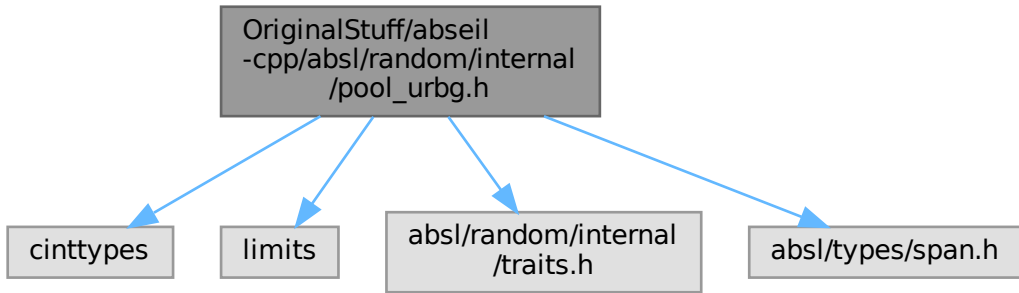 OriginalStuff/abseil
-cpp/absl/random/internal
/pool_urbg.h
cinttypes
limits
absl/random/internal
/traits.h
absl/types/span.h